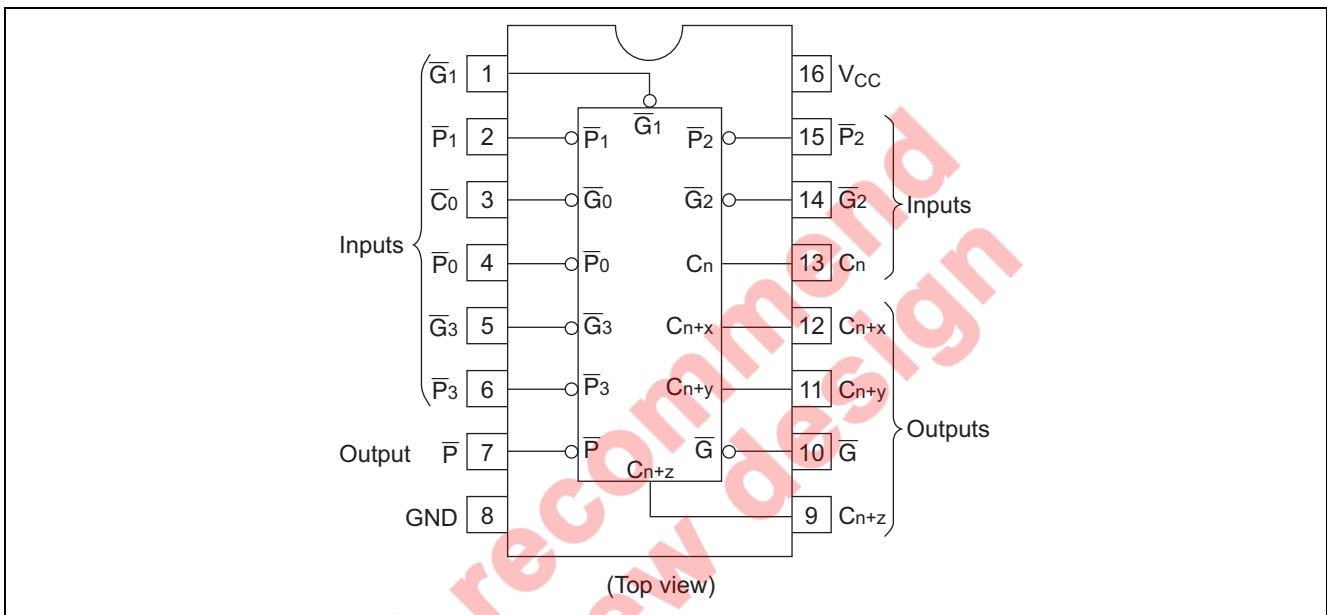 G̅1 1
P̅1 2
C̅0 3
P̅0 4
G̅3 5
P̅3 6
Inputs
Output P̅ 7
GND 8
G̅1
P̅1
G̅0
P̅0
G̅3
P̅3
P̅
P̅2
G̅2
Cn
Cn+x
Cn+y
G̅
Cn+z
16 VCC
15 P̅2
14 G̅2
13 Cn
Inputs
12 Cn+x
11 Cn+y
10 G̅
9 Cn+z
Outputs
(Top view)
recommend
design